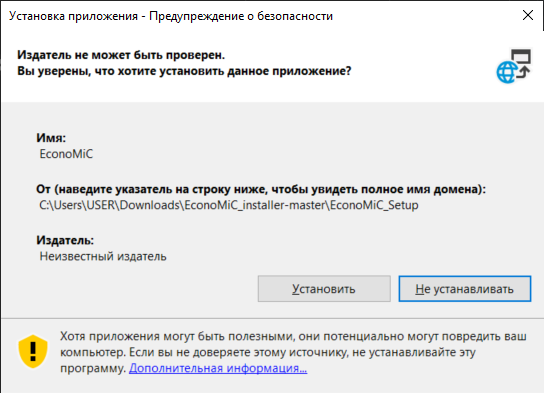 Установка приложения - Предупреждение о безопасности
Издатель не может быть проверен.
Вы уверены, что хотите установить данное приложение?
Имя:
EconoMiC
От (наведите указатель на строку ниже, чтобы увидеть полное имя домена):
C:\Users\USER\Downloads\EconoMiC_installer-master\EconoMiC_Setup
Издатель:
Неизвестный издатель
Установить
Не устанавливать
Хотя приложения могут быть полезными, они потенциально могут повредить ваш
компьютер. Если вы не доверяете этому источнику, не устанавливайте эту
программу. Дополнительная информация...